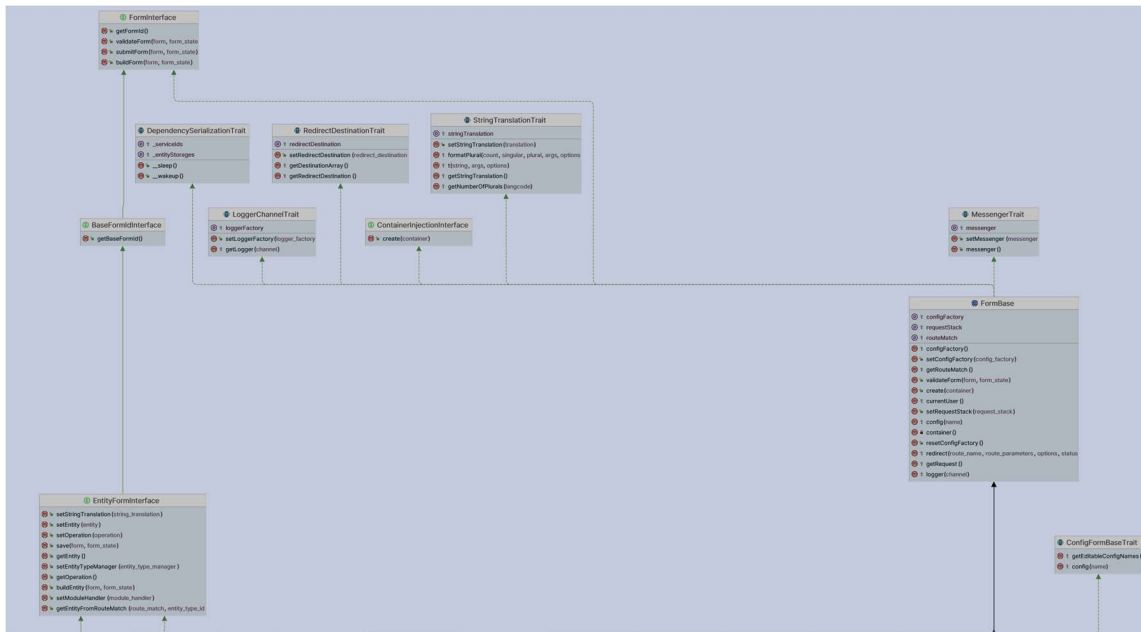 FormInterface
getFormId()
validateForm(form, form_state
submitForm(form, form_state)
buildForm(form, form_state)
DependencySerializationTrait
_serviceIds
_entityStorages
__sleep()
__wakeup()
RedirectDestinationTrait
redirectDestination
setRedirectDestination(redirect_destination
getDestinationArray()
getRedirectDestination()
StringTranslationTrait
stringTranslation
setStringTranslation(translation)
formatPlural(count, singular, plural, args, options
t(string, args, options)
getStringTranslation()
getNumberOfPlurals(langcode)
BaseFormIdInterface
getBaseFormId()
LoggerChannelTrait
loggerFactory
setLoggerFactory(logger_factory
getLogger(channel)
ContainerInjectionInterface
create(container)
MessengerTrait
messenger
setMessenger(messenger
messenger()
FormBase
configFactory
requestStack
routeMatch
configFactory()
setConfigFactory(config_factory)
getRouteMatch()
validateForm(form, form_state)
create(container)
currentUser()
setRequestStack(request_stack)
config(name)
container()
resetConfigFactory()
redirect(route_name, route_parameters, options, status
getRequest()
logger(channel)
EntityFormInterface
setStringTranslation(string_translation)
setEntity(entity)
setOperation(operation)
save(form, form_state)
getEntity()
setEntityTypeManager(entity_type_manager)
getOperation()
buildEntity(form, form_state)
setModuleHandler(module_handler)
getEntityFromRouteMatch(route_match, entity_type_id
ConfigFormBaseTrait
getEditableConfigNames(
config(name)